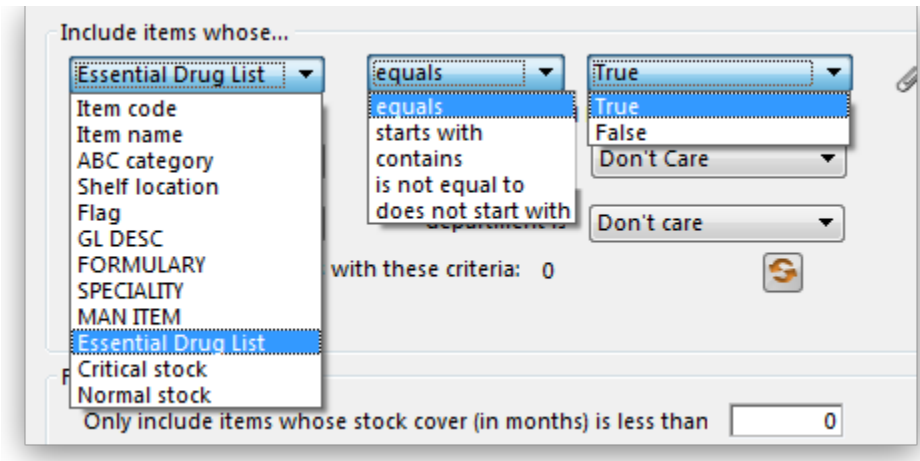 Include items whose...
Essential Drug List equals True
Item code
Item name
ABC category
Shelf location
Flag
GL DESC
FORMULARY
SPECIALITY
MAN ITEM
Essential Drug List
Critical stock
Normal stock
equals
starts with
contains
is not equal to
does not start with
True
False
Don't Care
department is Don't care
with these criteria: 0
Only include items whose stock cover (in months) is less than 0